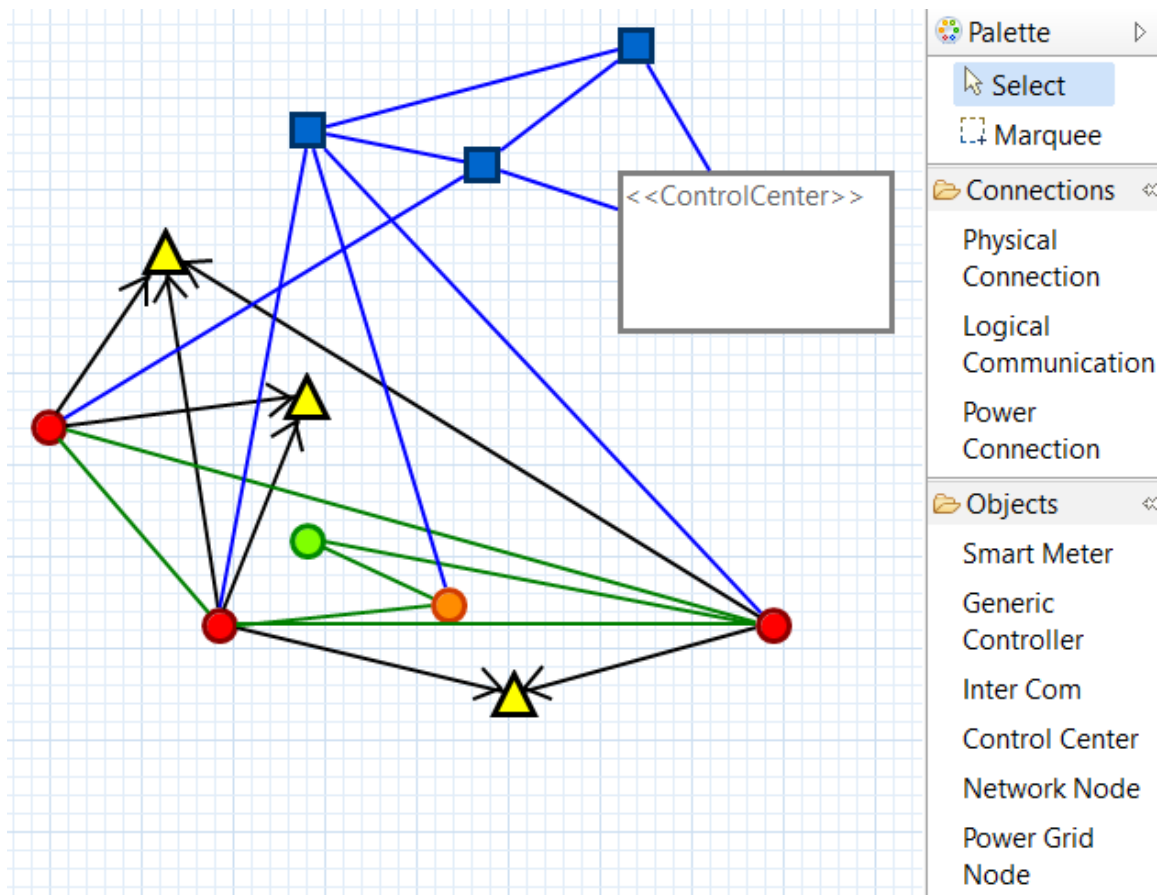 <<ControlCenter>>
Palette
Select
Marquee
Connections
Physical
Connection
Logical
Communication
Power
Connection
Objects
Smart Meter
Generic
Controller
Inter Com
Control Center
Network Node
Power Grid
Node